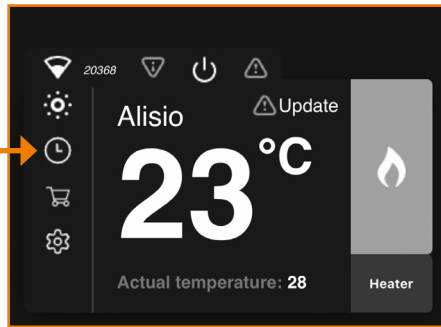 20368
Alisio
Update
23°C
Actual temperature: 28
Heater